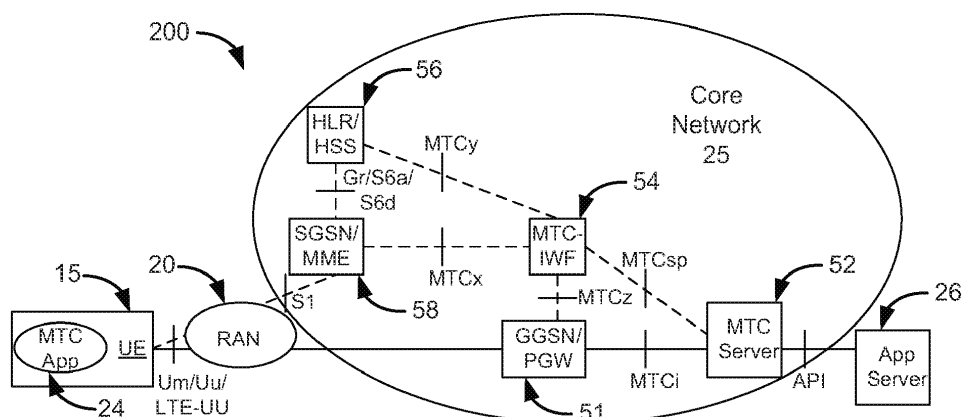 200
56
Core
Network
25
HLR/
HSS
MTCy
Gr/S6a/
S6d
54
SGSN/
MME
MTC-
IWF
MTCx
MTCsp
52
20
15
58
S1
MTCz
26
MTC
App
UE
RAN
GGSN/
PGW
MTC
Server
App
Server
Um/Uu/
LTE-UU
MTCi
API
24
51